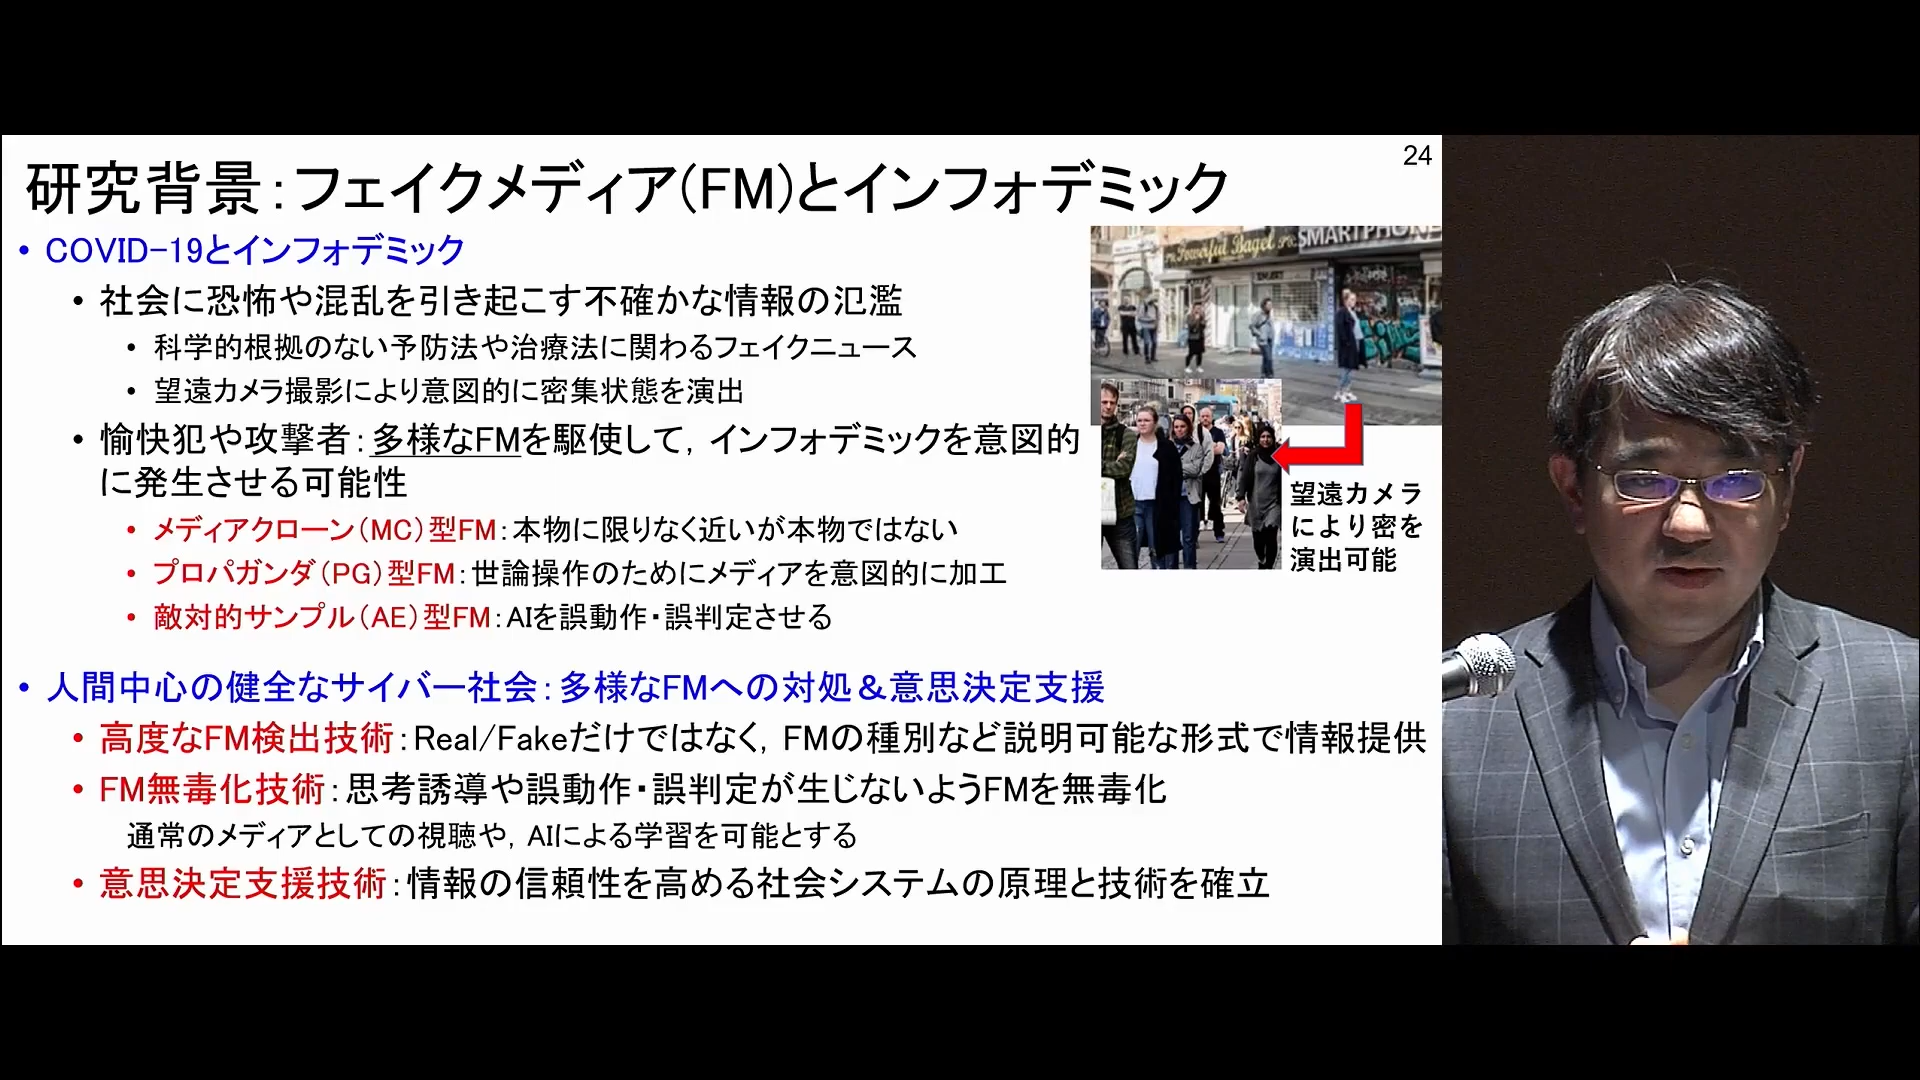 24
研究背景：フェイクメディア(FM)とインフォデミック
• COVID-19とインフォデミック
• 社会に恐怖や混乱を引き起こす不確かな情報の氾濫
• 科学的根拠のない予防法や治療法に関わるフェイクニュース
• 望遠カメラ撮影により意図的に密集状態を演出
• 愉快犯や攻撃者：多様なFMを駆使して，インフォデミックを意図的
に発生させる可能性
• メディアクローン（MC）型FM：本物に限りなく近いが本物ではない
• プロパガンダ（PG）型FM：世論操作のためにメディアを意図的に加工
• 敵対的サンプル（AE）型FM：AIを誤動作・誤判定させる
Powerful Bagel
SMARTPHONE
望遠カメラ
により密を
演出可能
• 人間中心の健全なサイバー社会：多様なFMへの対処＆意思決定支援
• 高度なFM検出技術：Real/Fakeだけではなく，FMの種別など説明可能な形式で情報提供
• FM無毒化技術：思考誘導や誤動作・誤判定が生じないようFMを無毒化
通常のメディアとしての視聴や，AIによる学習を可能とする
• 意思決定支援技術：情報の信頼性を高める社会システムの原理と技術を確立